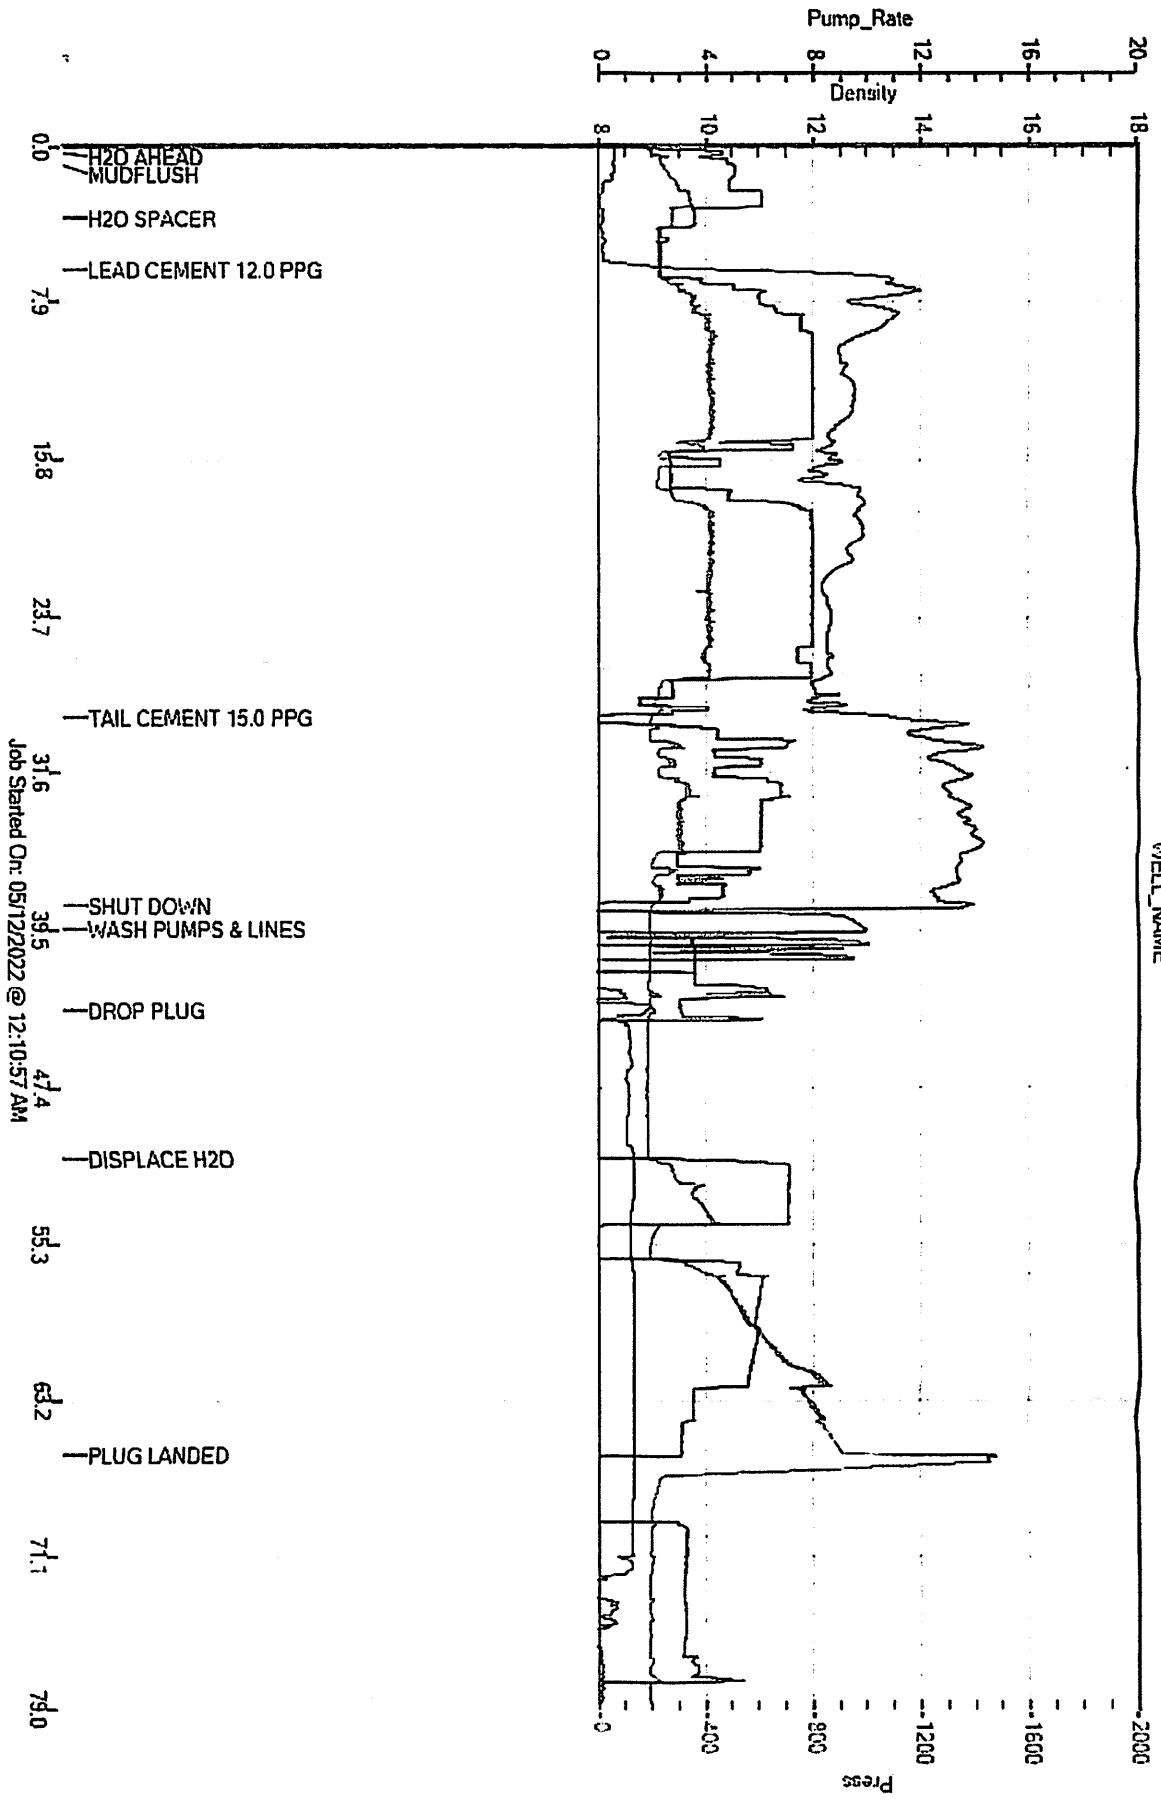 Pump_Rate
0 4 8 12 16 20
Density
8 10 12 14 16 18
0.0
H2O AHEAD
MUDFLUSH
H2O SPACER
LEAD CEMENT 12.0 PPG
7.9
15.8
23.7
TAIL CEMENT 15.0 PPG
31.6
SHUT DOWN
39.5
WASH PUMPS & LINES
DROP PLUG
47.4
DISPLACE H2O
55.3
63.2
PLUG LANDED
71.1
79.0
0 400 800 1200 1600 2000
Press
WELL_NAME
Job Started On: 05/12/2022 @ 12:10:57 AM